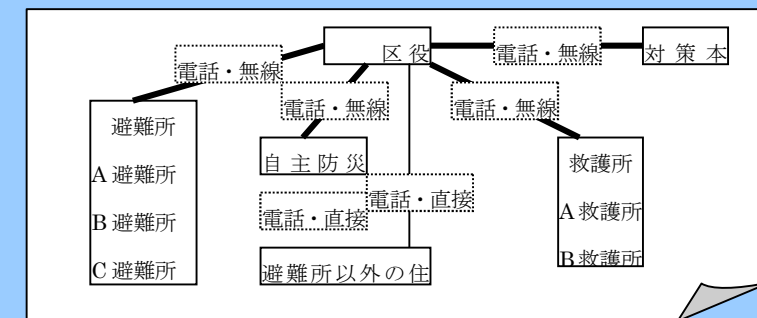 区役
電話・無線
対策本
電話・無線
電話・無線
電話・無線
避難所
A避難所
B避難所
C避難所
自主防災
電話・直接
電話・直接
避難所以外の住
救護所
A救護所
B救護所